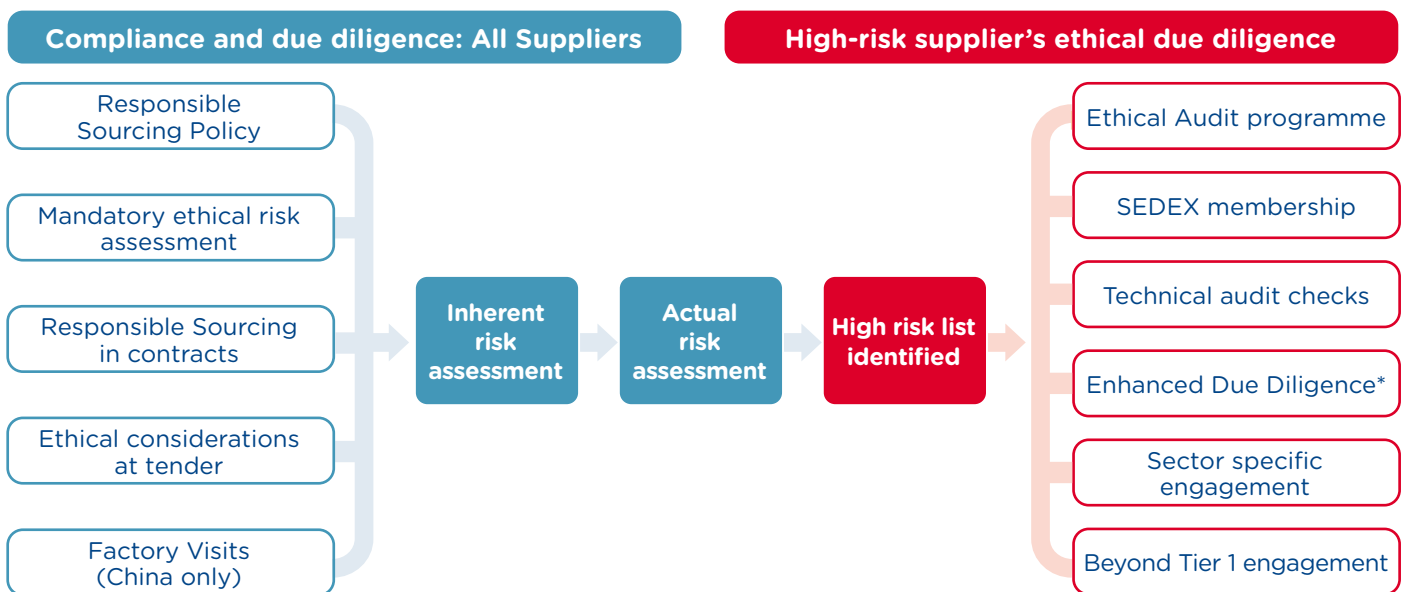 Compliance and due diligence: All Suppliers
Responsible
Sourcing Policy
Mandatory ethical risk
assessment
Responsible Sourcing
in contracts
Ethical considerations
at tender
Factory Visits
(China only)
Inherent
risk
assessment
Actual
risk
assessment
High risk list
identified
High-risk supplier’s ethical due diligence
Ethical Audit programme
SEDEX membership
Technical audit checks
Enhanced Due Diligence*
Sector specific
engagement
Beyond Tier 1 engagement